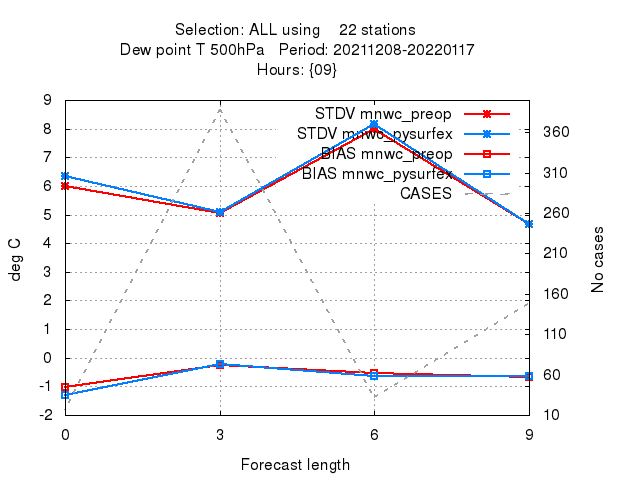 Selection: ALL using    22 stations
Dew point T 500hPa   Period: 20211208-20220117
Hours: {09}
STDV mnwc_preop
STDV mnwc_pysurfex
BIAS mnwc_preop
BIAS mnwc_pysurfex
CASES
9
8
7
6
5
4
3
2
1
0
-1
-2
deg C
360
310
260
210
160
110
60
10
No cases
0 3 6 9
Forecast length